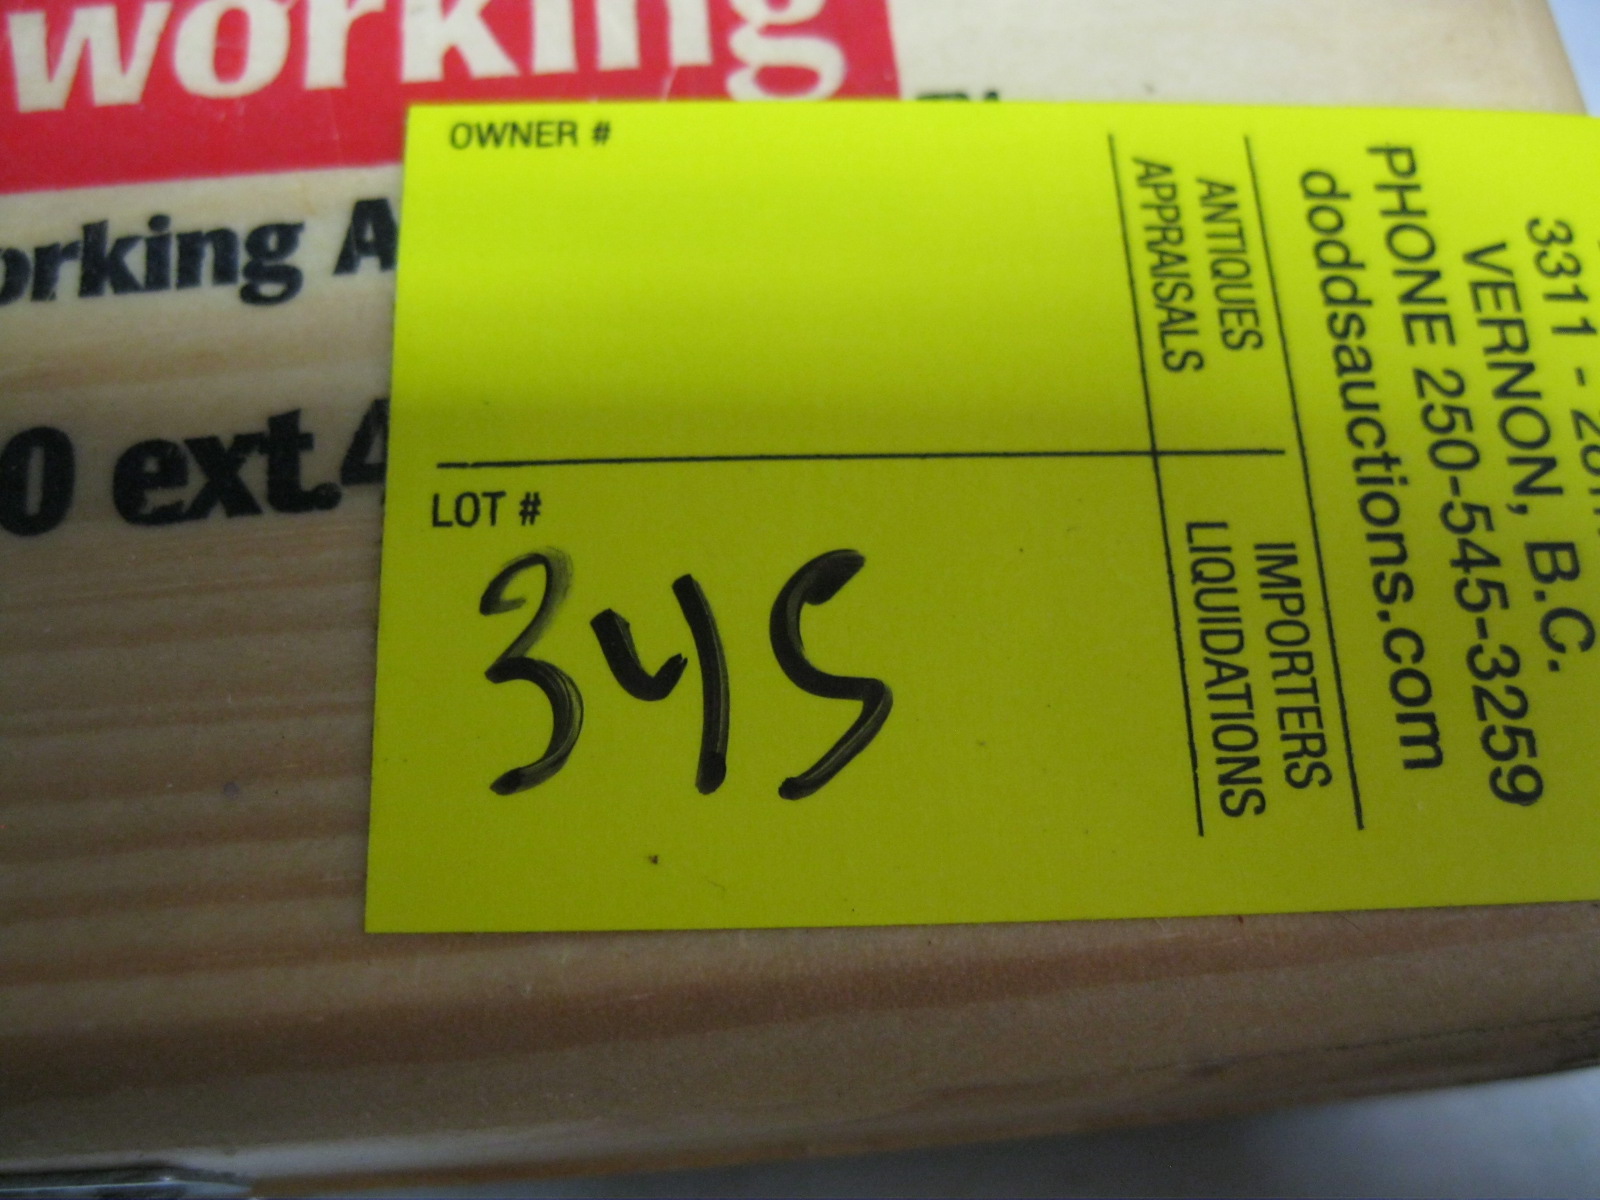 working
orking A
0 ext.4
OWNER #
LOT #
345
ANTIQUES
APPRAISALS
IMPORTERS
LIQUIDATIONS
3311 -
VERNON, B.C.
PHONE 250-545-3259
doddsauctions.com